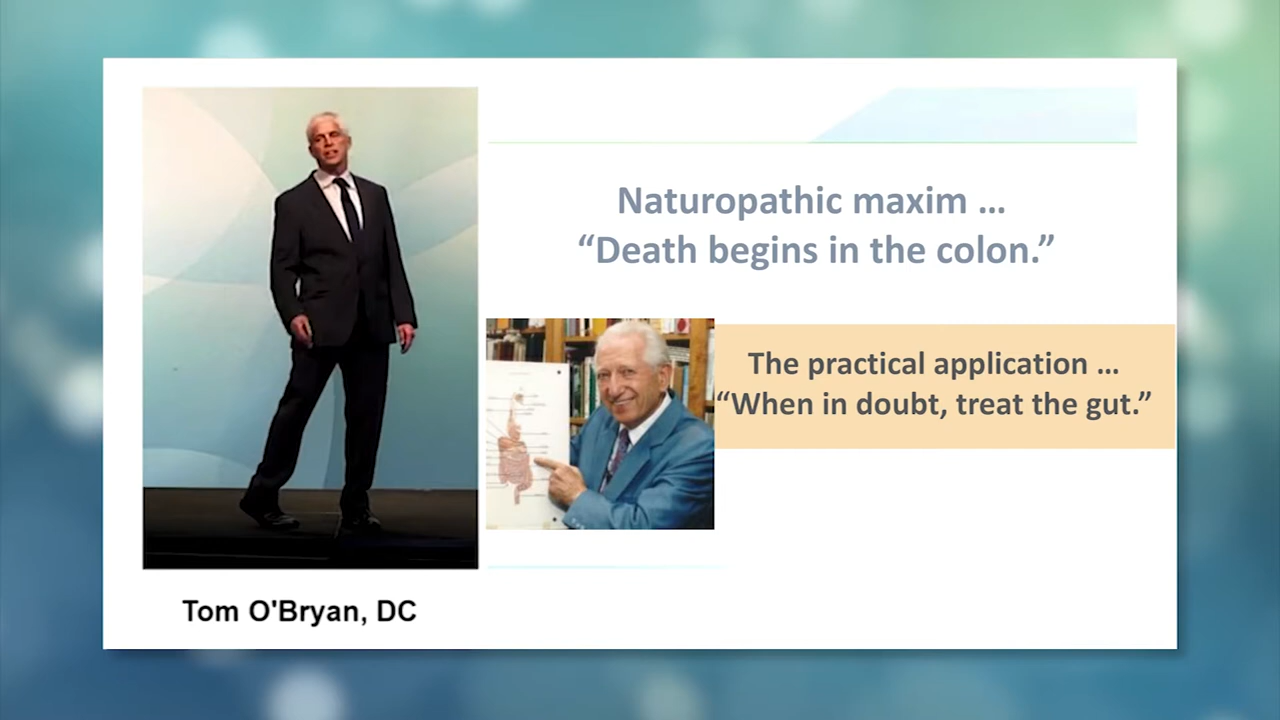 Naturopathic maxim ...
“Death begins in the colon.”
The practical application ...
“When in doubt, treat the gut.”
Tom O'Bryan, DC